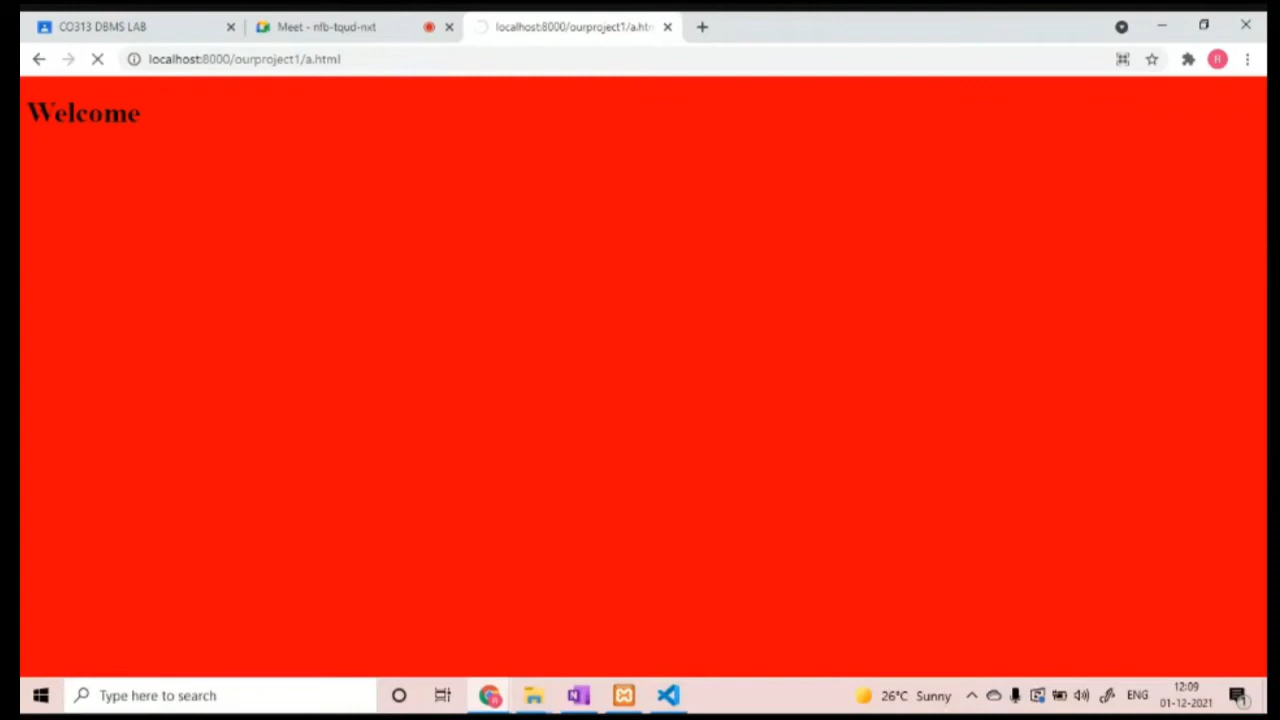 CO313 DBMS LAB
Meet - nfb-tqud-nxt
localhost:8000/ourproject1/a.htm
localhost:8000/ourproject1/a.html
R
Welcome
Type here to search
26°C Sunny
ENG
12:09
01-12-2021
1